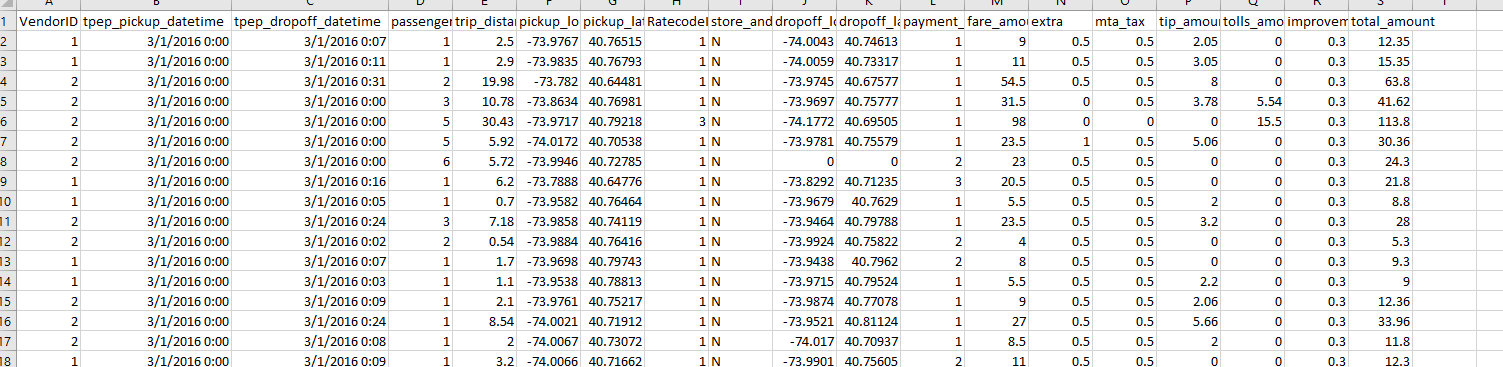 A B C D E F G H I J K L M N O P Q R S T
1 VendorID tpep_pickup_datetime tpep_dropoff_datetime passenger trip_distar pickup_lo pickup_lat RatecodeI store_and dropoff_lo dropoff_la payment_ fare_amou extra mta_tax tip_amour tolls_amo improvem total_amount
2 1 3/1/2016 0:00 3/1/2016 0:07 1 2.5 -73.9767 40.76515 1 N -74.0043 40.74613 1 9 0.5 0.5 2.05 0 0.3 12.35
3 1 3/1/2016 0:00 3/1/2016 0:11 1 2.9 -73.9835 40.76793 1 N -74.0059 40.73317 1 11 0.5 0.5 3.05 0 0.3 15.35
4 2 3/1/2016 0:00 3/1/2016 0:31 2 19.98 -73.782 40.64481 1 N -73.9745 40.67577 1 54.5 0.5 0.5 8 0 0.3 63.8
5 2 3/1/2016 0:00 3/1/2016 0:00 3 10.78 -73.8634 40.76981 1 N -73.9697 40.75777 1 31.5 0 0.5 3.78 5.54 0.3 41.62
6 2 3/1/2016 0:00 3/1/2016 0:00 5 30.43 -73.9717 40.79218 3 N -74.1772 40.69505 1 98 0 0 0 15.5 0.3 113.8
7 2 3/1/2016 0:00 3/1/2016 0:00 5 5.92 -74.0172 40.70538 1 N -73.9781 40.75579 1 23.5 1 0.5 5.06 0 0.3 30.36
8 2 3/1/2016 0:00 3/1/2016 0:00 6 5.72 -73.9946 40.72785 1 N 0 0 2 23 0.5 0.5 0 0 0.3 24.3
9 1 3/1/2016 0:00 3/1/2016 0:16 1 6.2 -73.7888 40.64776 1 N -73.8292 40.71235 3 20.5 0.5 0.5 0 0 0.3 21.8
10 1 3/1/2016 0:00 3/1/2016 0:05 1 0.7 -73.9582 40.76464 1 N -73.9679 40.7629 1 5.5 0.5 0.5 2 0 0.3 8.8
11 2 3/1/2016 0:00 3/1/2016 0:24 3 7.18 -73.9858 40.74119 1 N -73.9464 40.79788 1 23.5 0.5 0.5 3.2 0 0.3 28
12 2 3/1/2016 0:00 3/1/2016 0:02 2 0.54 -73.9884 40.76416 1 N -73.9924 40.75822 2 4 0.5 0.5 0 0 0.3 5.3
13 1 3/1/2016 0:00 3/1/2016 0:07 1 1.7 -73.9698 40.79743 1 N -73.9438 40.7962 2 8 0.5 0.5 0 0 0.3 9.3
14 1 3/1/2016 0:00 3/1/2016 0:03 1 1.1 -73.9538 40.78813 1 N -73.9715 40.79524 1 5.5 0.5 0.5 2.2 0 0.3 9
15 2 3/1/2016 0:00 3/1/2016 0:09 1 2.1 -73.9761 40.75217 1 N -73.9874 40.77078 1 9 0.5 0.5 2.06 0 0.3 12.36
16 2 3/1/2016 0:00 3/1/2016 0:24 1 8.54 -74.0021 40.71912 1 N -73.9521 40.81124 1 27 0.5 0.5 5.66 0 0.3 33.96
17 2 3/1/2016 0:00 3/1/2016 0:08 1 2 -74.0067 40.73072 1 N -74.017 40.70937 1 8.5 0.5 0.5 2 0 0.3 11.8
18 1 3/1/2016 0:00 3/1/2016 0:09 1 3.2 -74.0066 40.71662 1 N -73.9901 40.75605 2 11 0.5 0.5 0 0 0.3 12.3